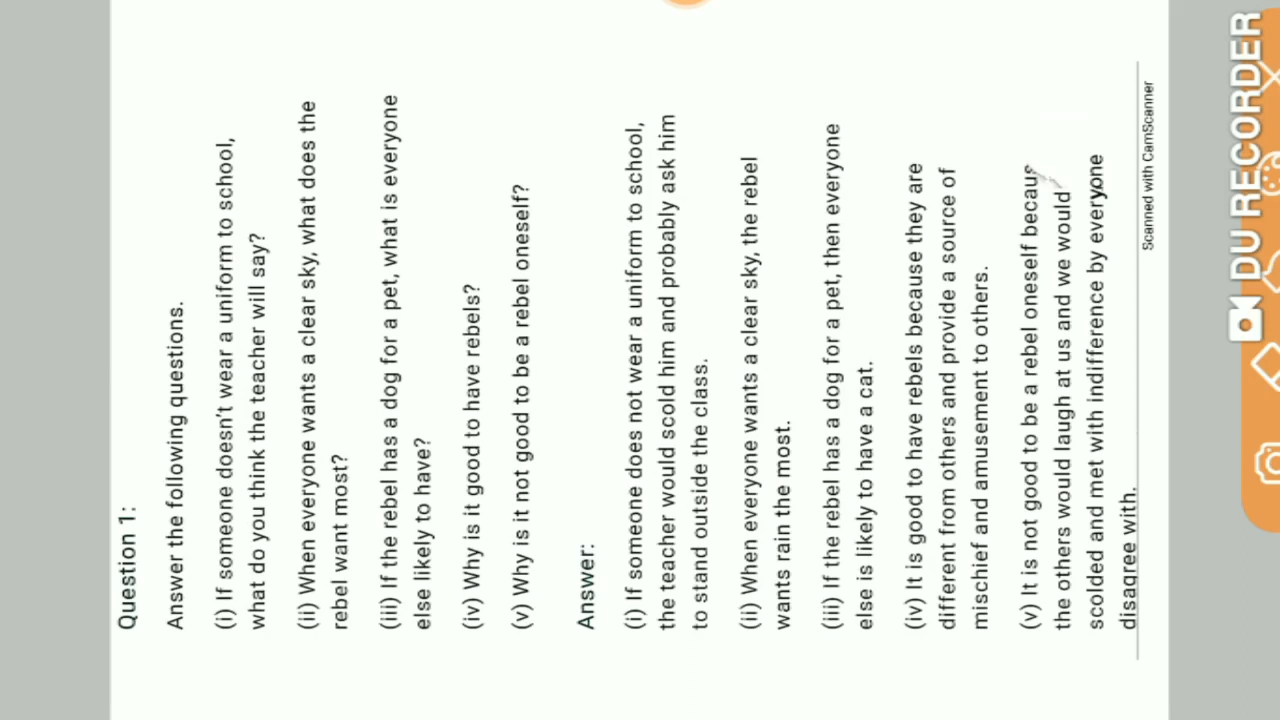 Question 1:
Answer the following questions.
(i) If someone doesn't wear a uniform to school,
what do you think the teacher will say?
(ii) When everyone wants a clear sky, what does the
rebel want most?
(iii) If the rebel has a dog for a pet, what is everyone
else likely to have?
(iv) Why is it good to have rebels?
(v) Why is it not good to be a rebel oneself?
Answer:
(i) If someone does not wear a uniform to school,
the teacher would scold him and probably ask him
to stand outside the class.
(ii) When everyone wants a clear sky, the rebel
wants rain the most.
(iii) If the rebel has a dog for a pet, then everyone
else is likely to have a cat.
(iv) It is good to have rebels because they are
different from others and provide a source of
mischief and amusement to others.
(v) It is not good to be a rebel oneself becaus
the others would laugh at us and we would
scolded and met with indifference by everyone
disagree with.
Scanned with CamScanner
DU RECORDER